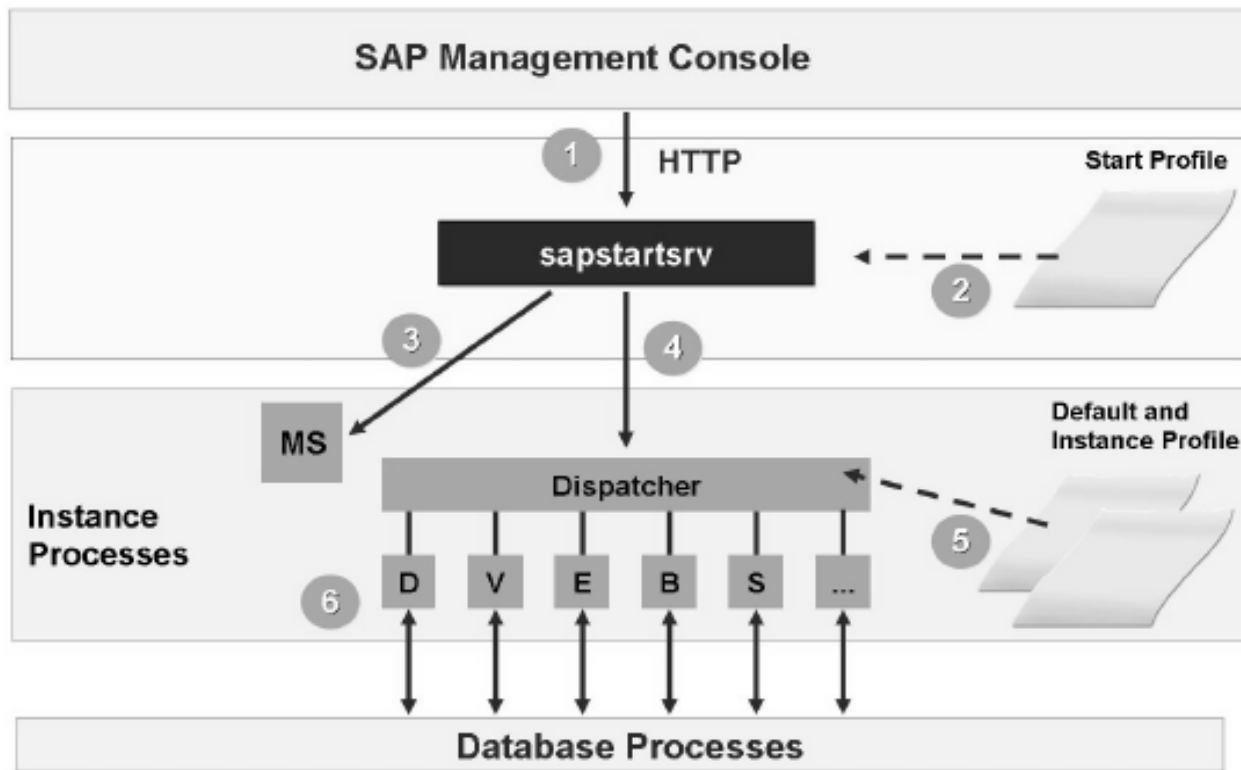 SAP Management Console
1
HTTP
Start Profile
sapstartsrv
2
3
4
Default and
Instance Profile
MS
Dispatcher
Instance
Processes
5
6
D V E B S ...
Database Processes